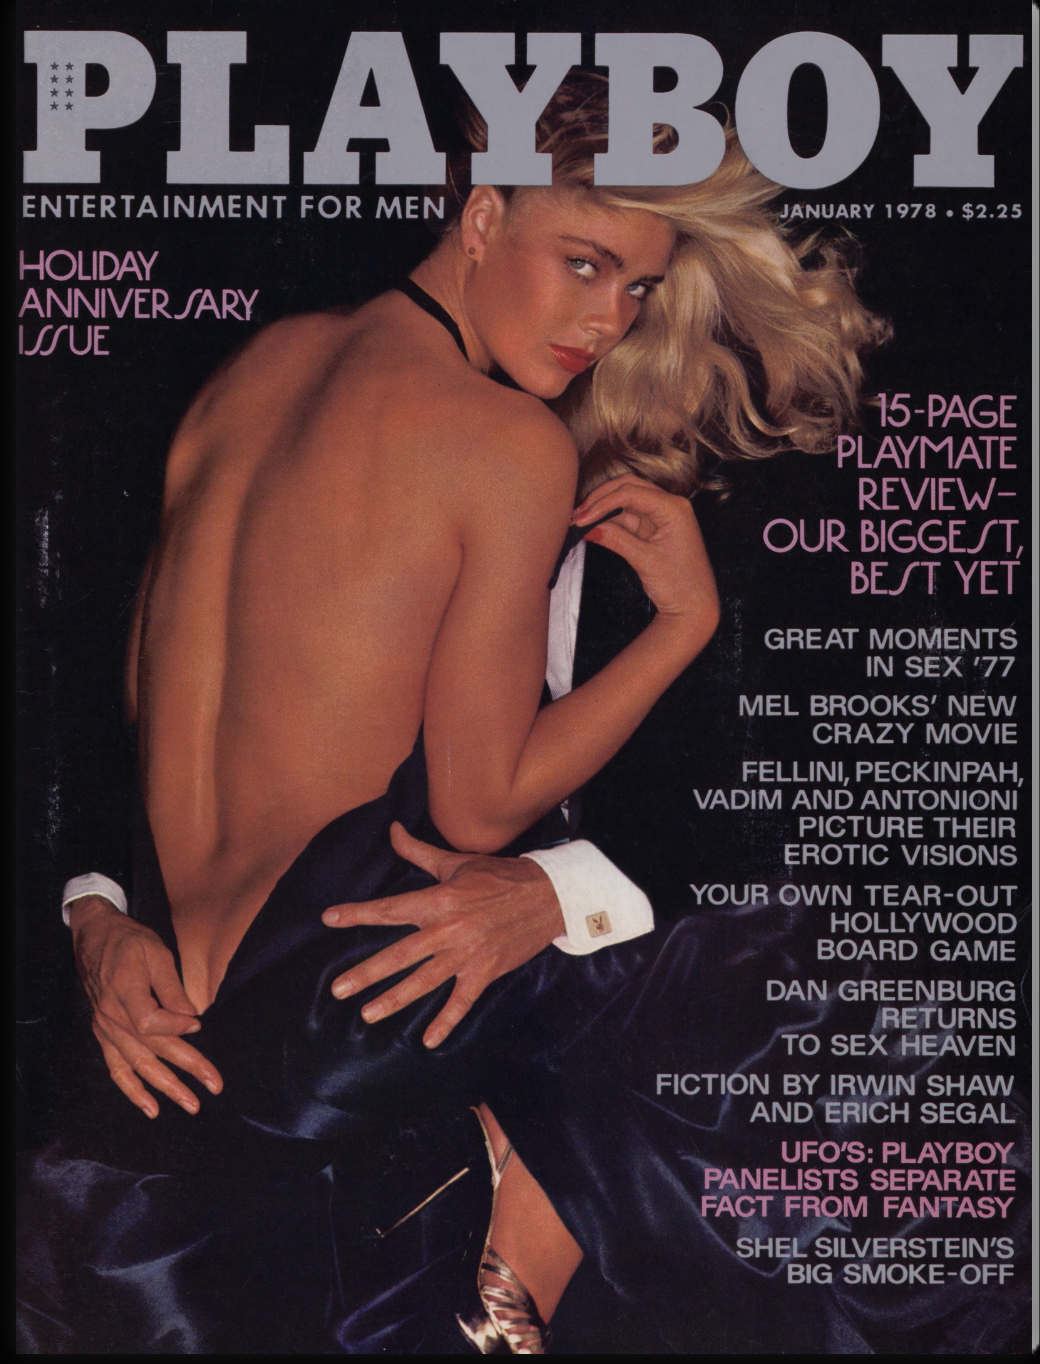 PLAYBOY
ENTERTAINMENT FOR MEN
JANUARY 1978 • $2.25
HOLIDAY
ANNIVERSARY
ISSUE
15-PAGE
PLAYMATE
REVIEW–
OUR BIGGEST,
BEST YET
GREAT MOMENTS
IN SEX '77
MEL BROOKS' NEW
CRAZY MOVIE
FELLINI, PECKINPAH,
VADIM AND ANTONIONI
PICTURE THEIR
EROTIC VISIONS
YOUR OWN TEAR-OUT
HOLLYWOOD
BOARD GAME
DAN GREENBURG
RETURNS
TO SEX HEAVEN
FICTION BY IRWIN SHAW
AND ERICH SEGAL
UFO'S: PLAYBOY
PANELISTS SEPARATE
FACT FROM FANTASY
SHEL SILVERSTEIN'S
BIG SMOKE-OFF